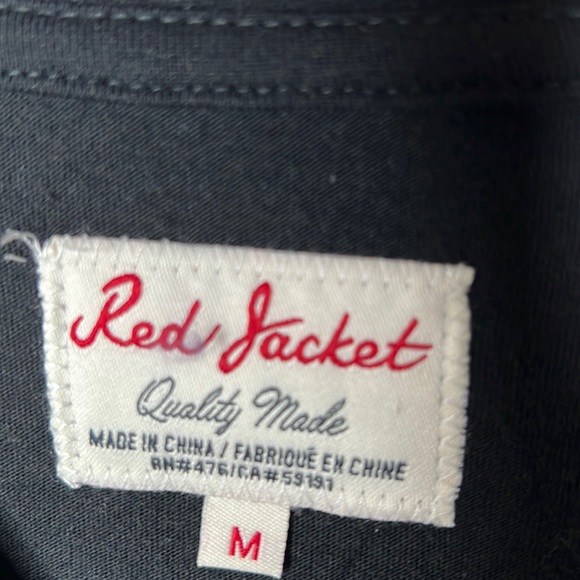 Red Jacket
Quality Made
MADE IN CHINA / FABRIQUÉ EN CHINE
RN#476/CA#59191
M